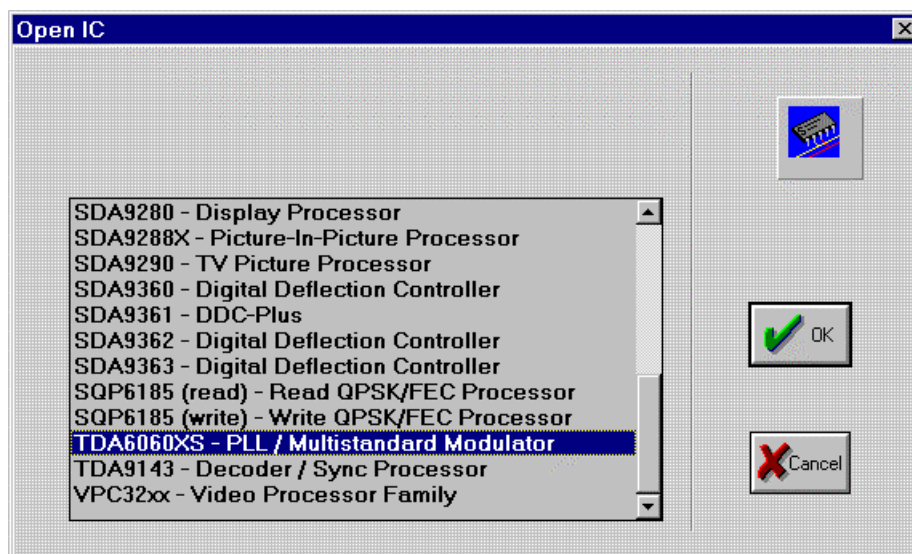 Open IC
SDA9280 - Display Processor
SDA9288X - Picture-In-Picture Processor
SDA9290 - TV Picture Processor
SDA9360 - Digital Deflection Controller
SDA9361 - DDC-Plus
SDA9362 - Digital Deflection Controller
SDA9363 - Digital Deflection Controller
SQP6185 (read) - Read QPSK/FEC Processor
SQP6185 (write) - Write QPSK/FEC Processor
TDA6060XS - PLL / Multistandard Modulator
TDA9143 - Decoder / Sync Processor
VPC32xx - Video Processor Family
OK
Cancel